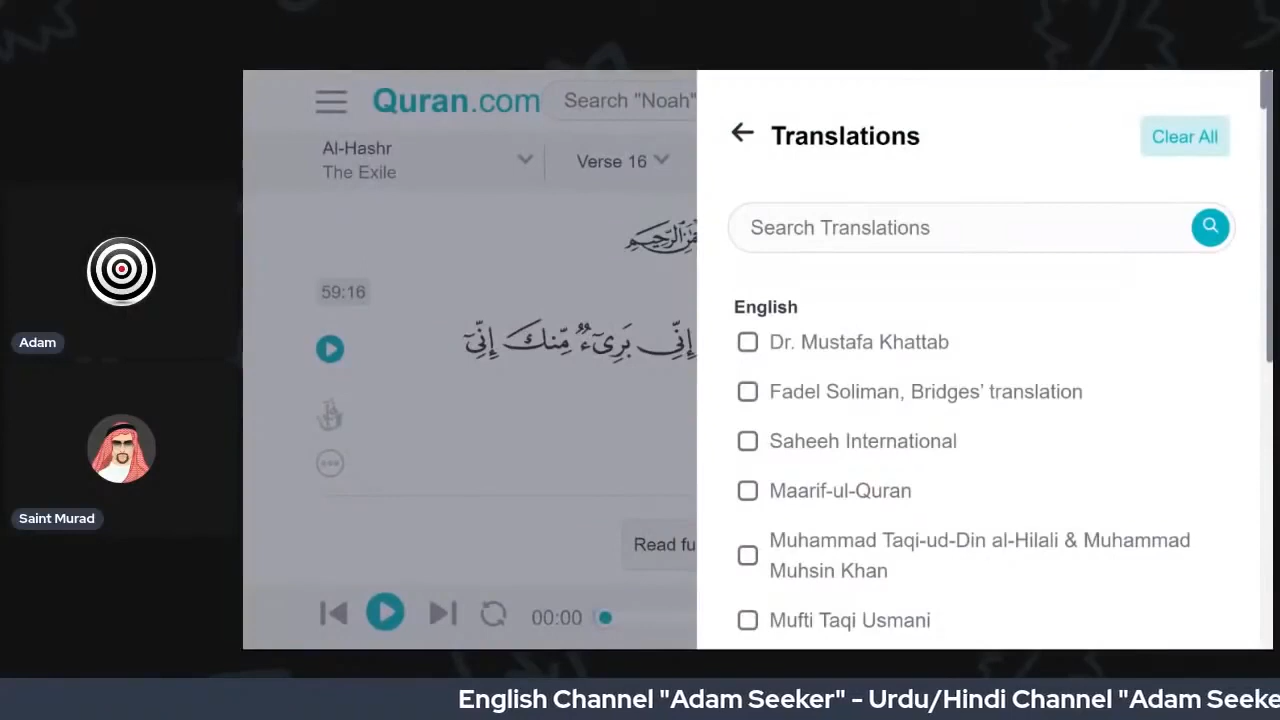 Quran.com
Search "Noah"
Al-Hashr
The Exile
Verse 16
59:16
إِنِّى بَرِىٓءٌ مِّنكَ إِنِّىٓ
Read fu
00:00
Translations
Clear All
Search Translations
English
Dr. Mustafa Khattab
Fadel Soliman, Bridges’ translation
Saheeh International
Maarif-ul-Quran
Muhammad Taqi-ud-Din al-Hilali & Muhammad
Muhsin Khan
Mufti Taqi Usmani
Adam
Saint Murad
English Channel "Adam Seeker" - Urdu/Hindi Channel "Adam Seeke